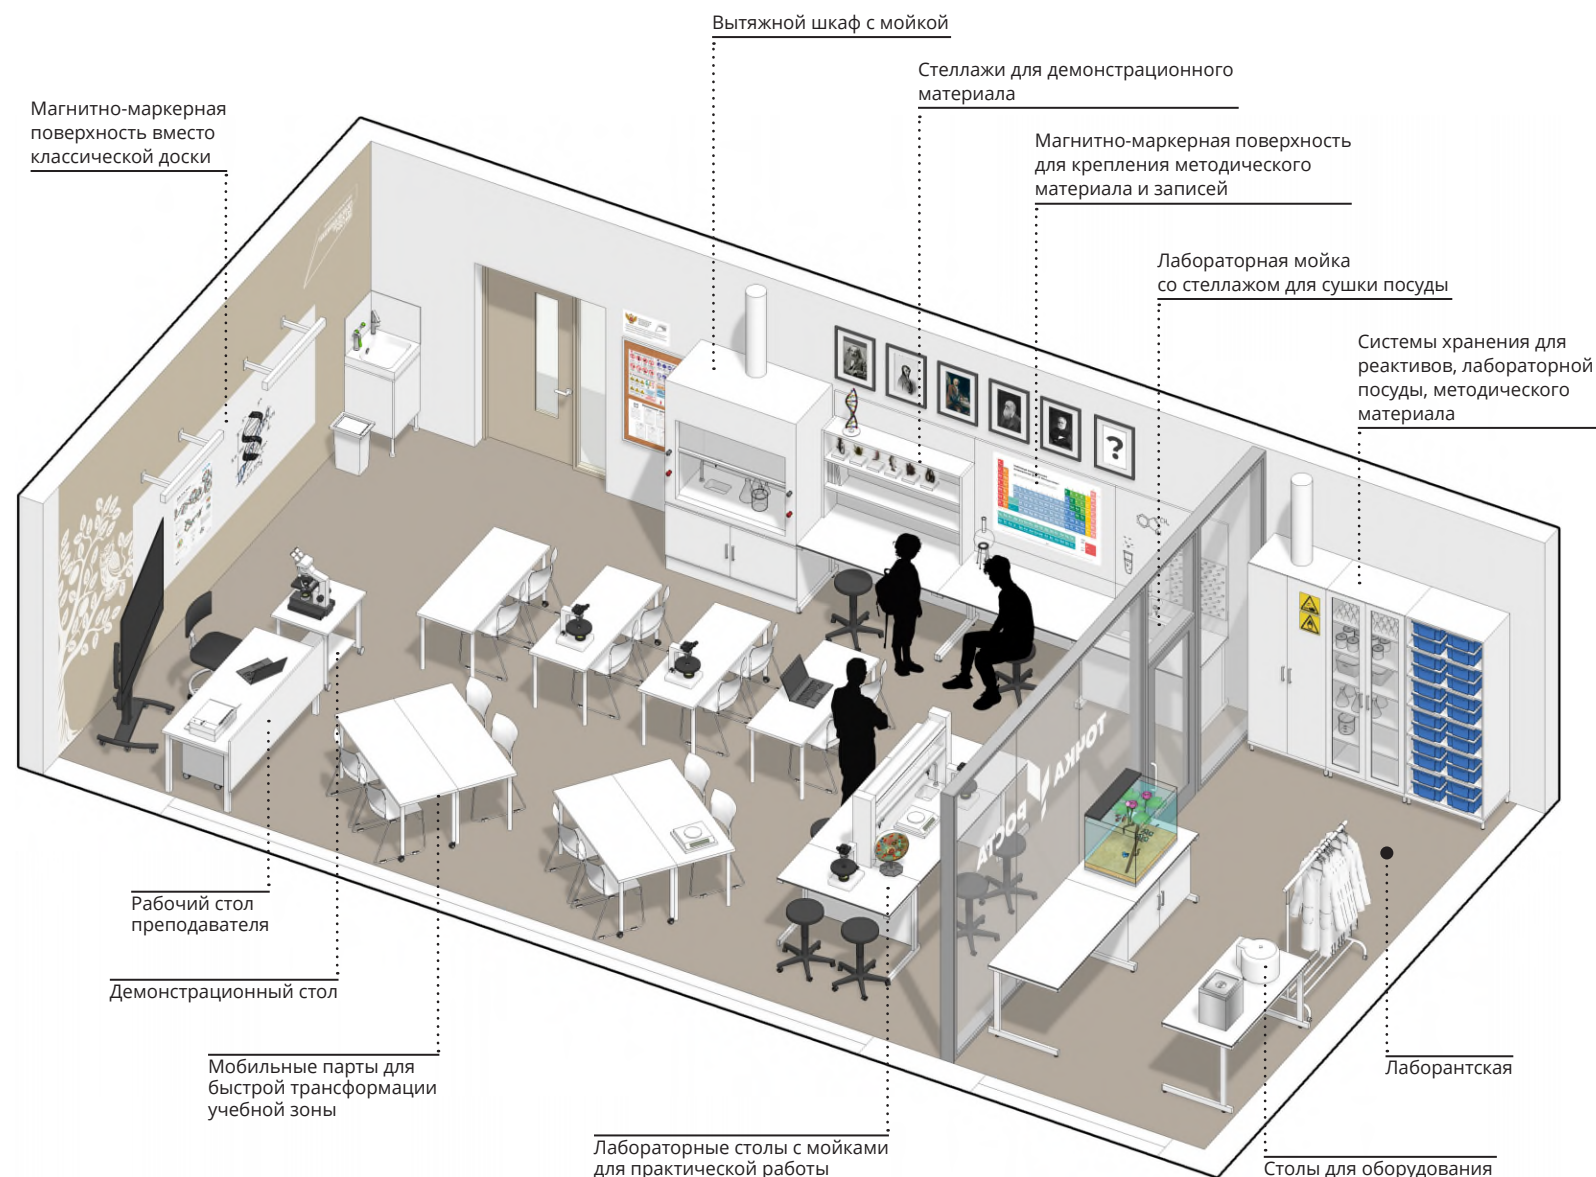 Вытяжной шкаф с мойкой
Стеллажи для демонстрационного
материала
Магнитно-маркерная
поверхность вместо
классической доски
Магнитно-маркерная поверхность
для крепления методического
материала и записей
Лабораторная мойка
со стеллажом для сушки посуды
Системы хранения для
реактивов, лабораторной
посуды, методического
материала
?
ТОЧКА
РОСТА
Рабочий стол
преподавателя
Демонстрационный стол
Мобильные парты для
быстрой трансформации
учебной зоны
Лаборантская
Лабораторные столы с мойками
для практической работы
Столы для оборудования